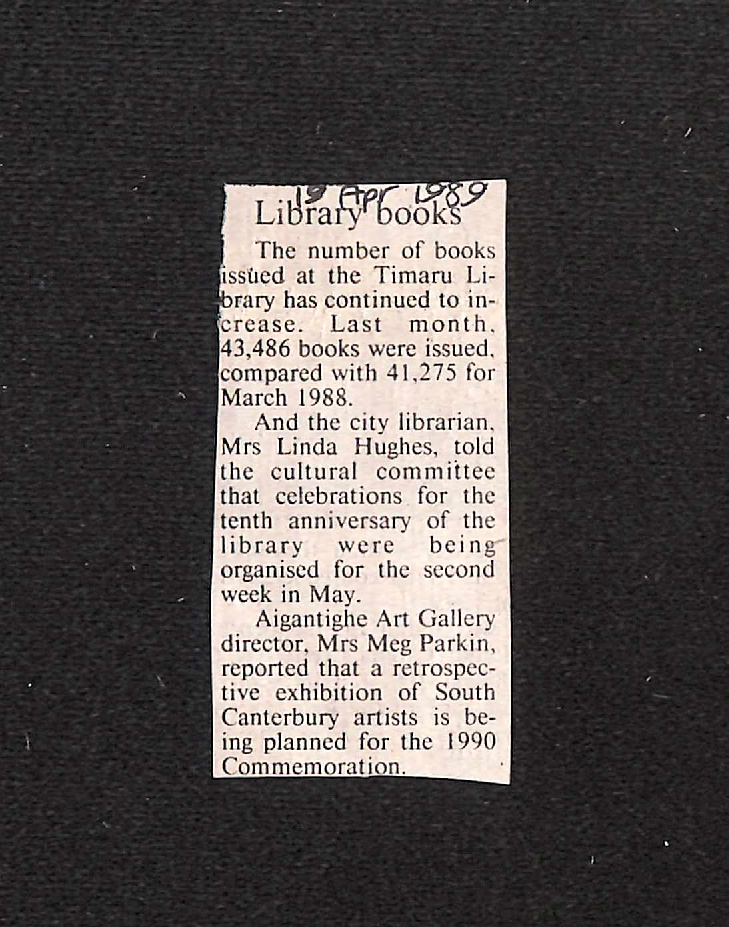 19 Apr 1989
Library books
The number of books
issued at the Timaru Li-
brary has continued to in-
crease. Last month,
43,486 books were issued,
compared with 41,275 for
March 1988.
And the city librarian,
Mrs Linda Hughes, told
the cultural committee
that celebrations for the
tenth anniversary of the
library were being
organised for the second
week in May.
Aigantighe Art Gallery
director, Mrs Meg Parkin,
reported that a retrospec-
tive exhibition of South
Canterbury artists is be-
ing planned for the 1990
Commemoration.